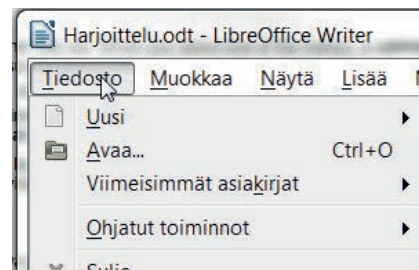 Harjoittelu.odt - LibreOffice Writer
Tiedosto Muokkaa Näytä Lisää
Uusi
Avaa... Ctrl+O
Viimeisimmät asiakirjat
Ohjatut toiminnot